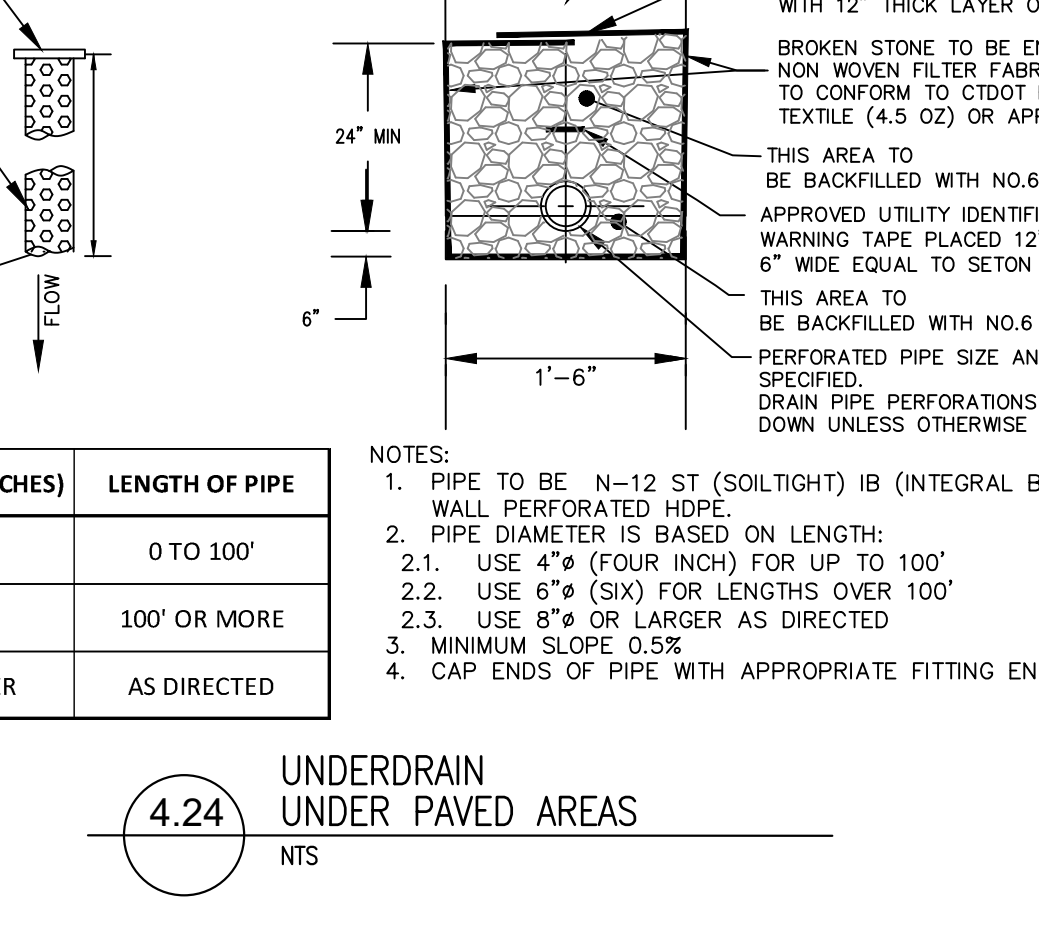 WITH 12" THICK LAYER O
BROKEN STONE TO BE EN
NON WOVEN FILTER FABR
TO CONFORM TO CTDOT
TEXTILE (4.5 OZ) OR APP
24" MIN
THIS AREA TO
BE BACKFILLED WITH NO.6
APPROVED UTILITY IDENTIFI
WARNING TAPE PLACED 12"
6" WIDE EQUAL TO SETON
FLOW
6"
THIS AREA TO
BE BACKFILLED WITH NO.6
PERFORATED PIPE SIZE AN
SPECIFIED.
DRAIN PIPE PERFORATIONS
DOWN UNLESS OTHERWISE
1'-6"
CHES) LENGTH OF PIPE
0 TO 100'
100' OR MORE
ER AS DIRECTED
NOTES:
1. PIPE TO BE N-12 ST (SOILTIGHT) IB (INTEGRAL B
WALL PERFORATED HDPE.
2. PIPE DIAMETER IS BASED ON LENGTH:
2.1. USE 4"ø (FOUR INCH) FOR UP TO 100'
2.2. USE 6"ø (SIX) FOR LENGTHS OVER 100'
2.3. USE 8"ø OR LARGER AS DIRECTED
3. MINIMUM SLOPE 0.5%
4. CAP ENDS OF PIPE WITH APPROPRIATE FITTING EN
4.24
UNDERDRAIN
UNDER PAVED AREAS
NTS